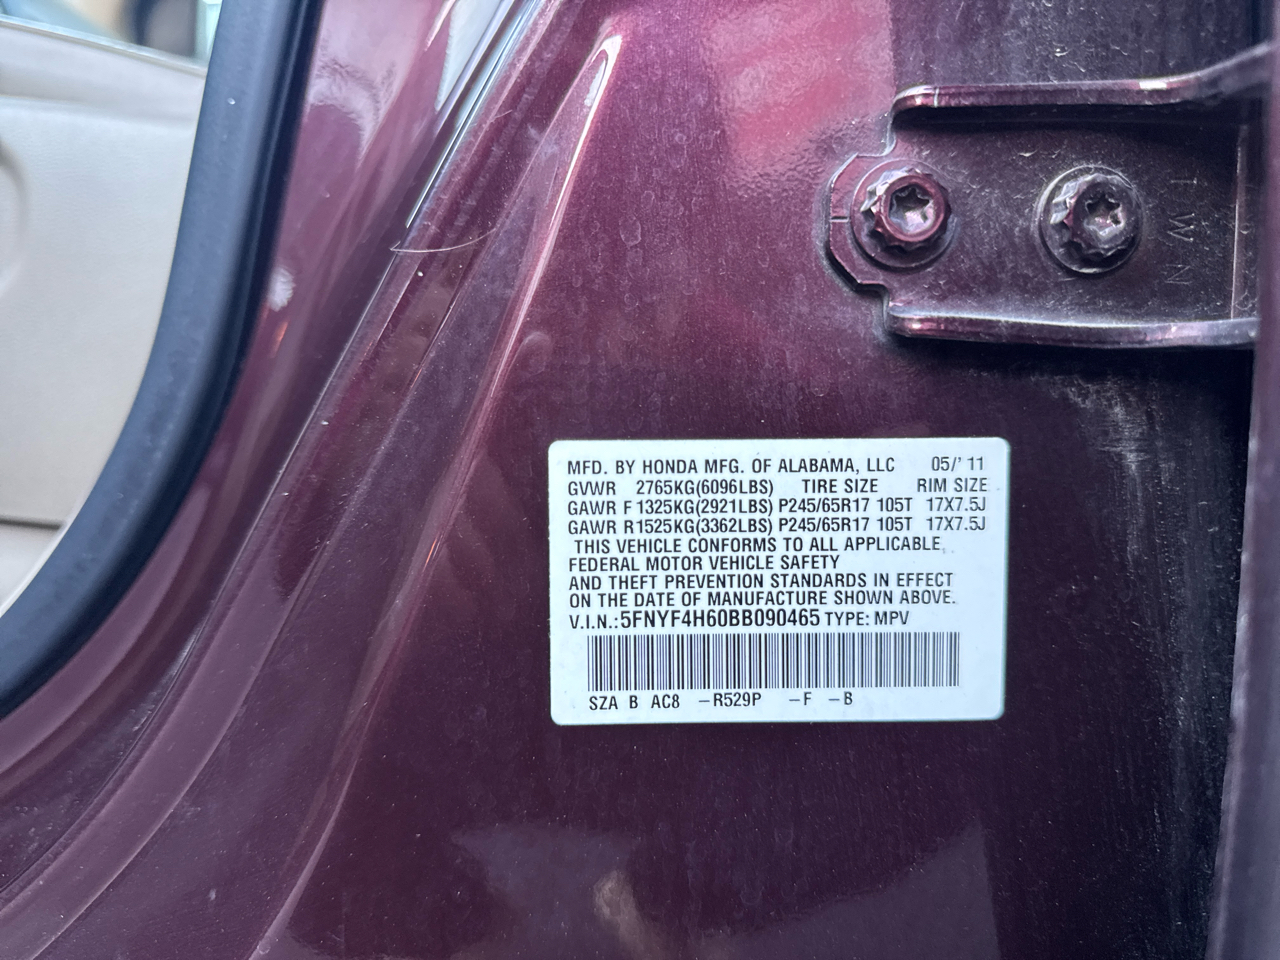 MFD. BY HONDA MFG. OF ALABAMA, LLC 05/'11
GVWR 2765KG(6096LBS) TIRE SIZE RIM SIZE
GAWR F 1325KG(2921LBS) P245/65R17 105T 17X7.5J
GAWR R1525KG(3362LBS) P245/65R17 105T 17X7.5J
THIS VEHICLE CONFORMS TO ALL APPLICABLE
FEDERAL MOTOR VEHICLE SAFETY
AND THEFT PREVENTION STANDARDS IN EFFECT
ON THE DATE OF MANUFACTURE SHOWN ABOVE.
V.I.N.:5FNYF4H60BB090465 TYPE: MPV
SZA B AC8 –R529P –F –B